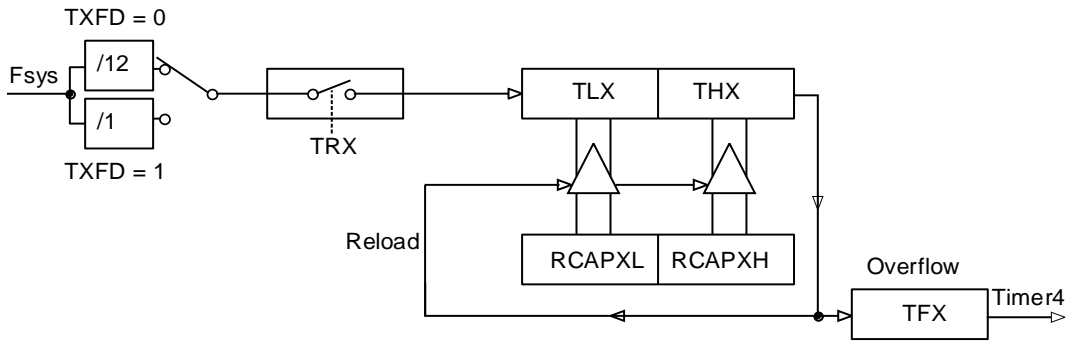 TXFD = 0
/12
Fsys
TLX
THX
/1
TRX
TXFD = 1
Reload
RCAPXL
RCAPXH
Overflow
Timer4
TFX